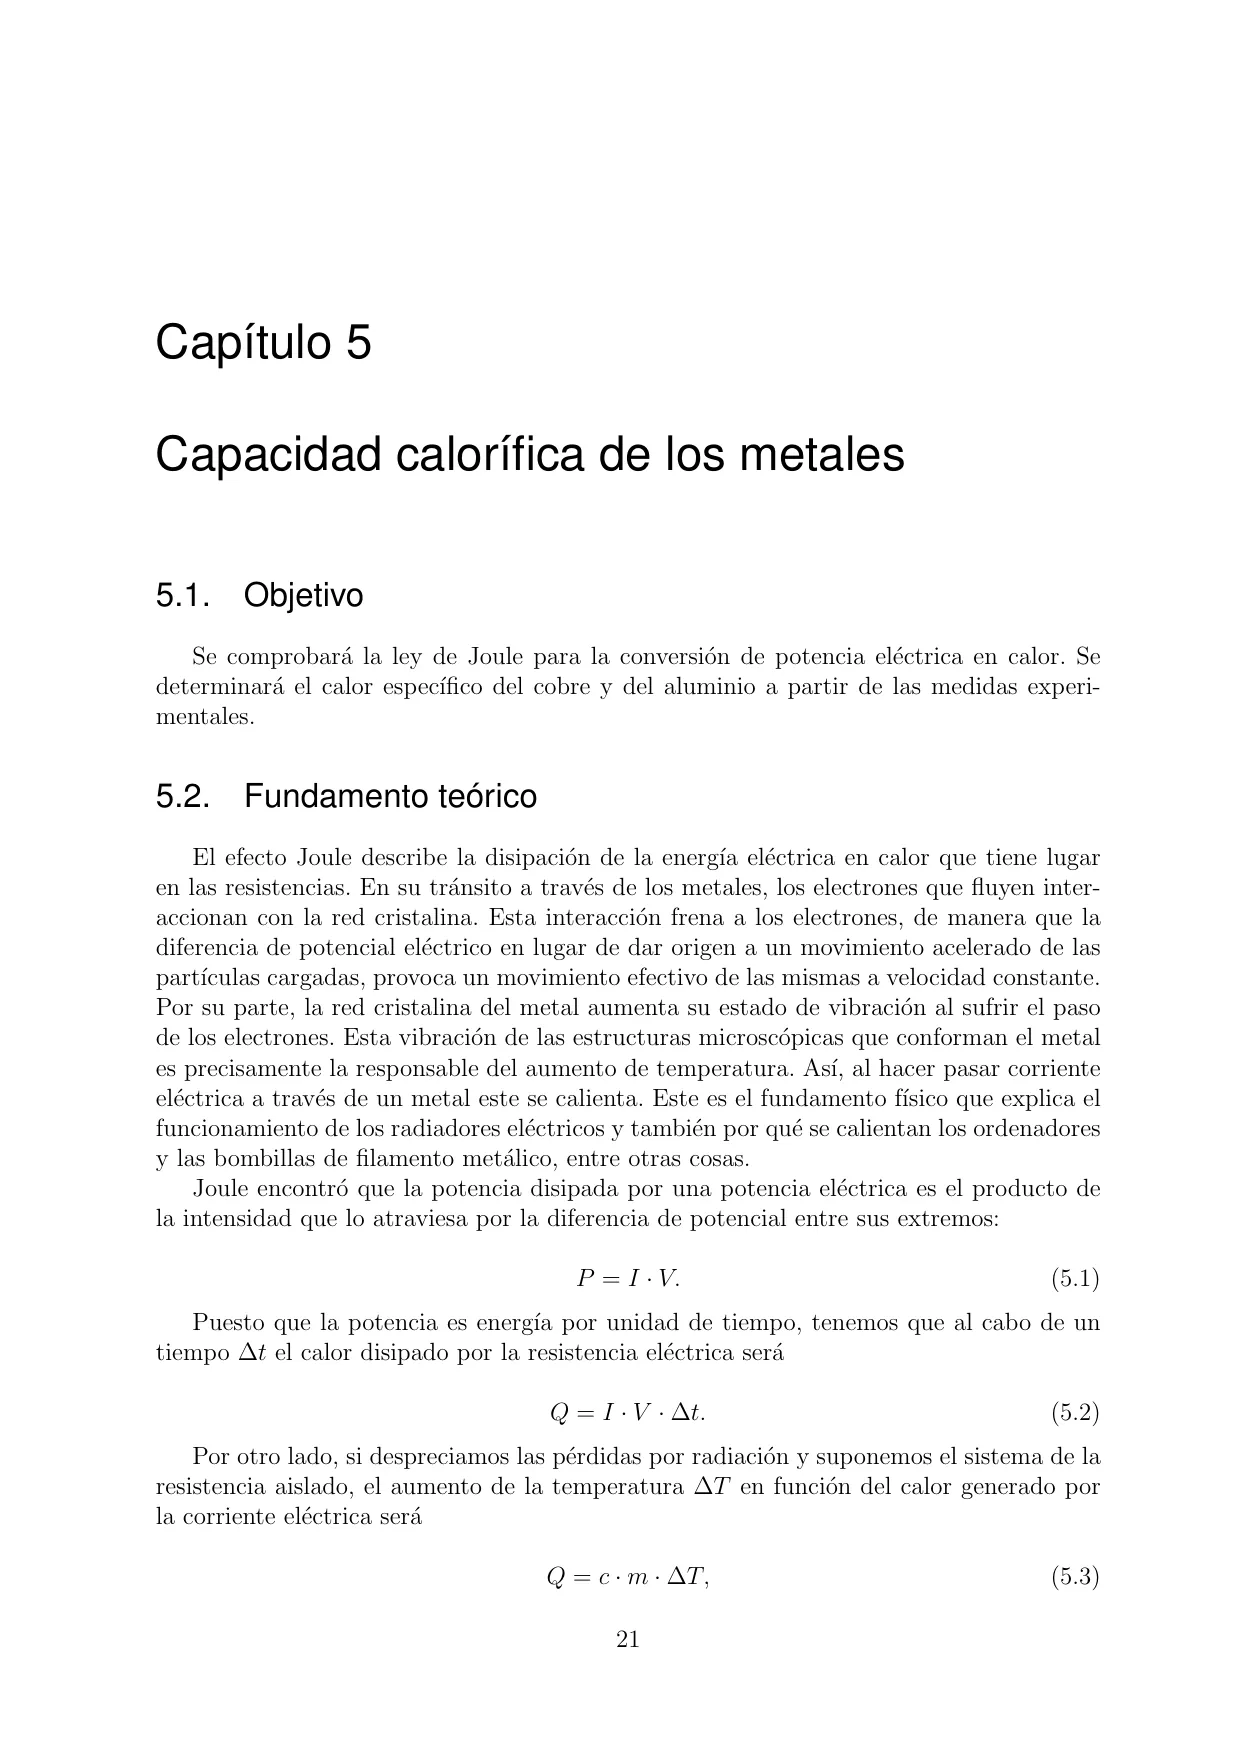 Capítulo 5
Capacidad calorífica de los metales
5.1. Objetivo
Se comprobará la ley de Joule para la conversión de potencia eléctrica en calor. Se
determinará el calor específico del cobre y del aluminio a partir de las medidas experi-
mentales.
5.2. Fundamento teórico
El efecto Joule describe la disipación de la energía eléctrica en calor que tiene lugar
en las resistencias. En su tránsito a través de los metales, los electrones que fluyen inter-
accionan con la red cristalina. Esta interacción frena a los electrones, de manera que la
diferencia de potencial eléctrico en lugar de dar origen a un movimiento acelerado de las
partículas cargadas, provoca un movimiento efectivo de las mismas a velocidad constante.
Por su parte, la red cristalina del metal aumenta su estado de vibración al sufrir el paso
de los electrones. Esta vibración de las estructuras microscópicas que conforman el metal
es precisamente la responsable del aumento de temperatura. Así, al hacer pasar corriente
eléctrica a través de un metal este se calienta. Este es el fundamento físico que explica el
funcionamiento de los radiadores eléctricos y también por qué se calientan los ordenadores
y las bombillas de filamento metálico, entre otras cosas.
Joule encontró que la potencia disipada por una potencia eléctrica es el producto de
la intensidad que lo atraviesa por la diferencia de potencial entre sus extremos:
P = I · V. (5.1)
Puesto que la potencia es energía por unidad de tiempo, tenemos que al cabo de un
tiempo Δt el calor disipado por la resistencia eléctrica será
Q = I · V · Δt. (5.2)
Por otro lado, si despreciamos las pérdidas por radiación y suponemos el sistema de la
resistencia aislado, el aumento de la temperatura ΔT en función del calor generado por
la corriente eléctrica será
Q = c · m · ΔT, (5.3)
21